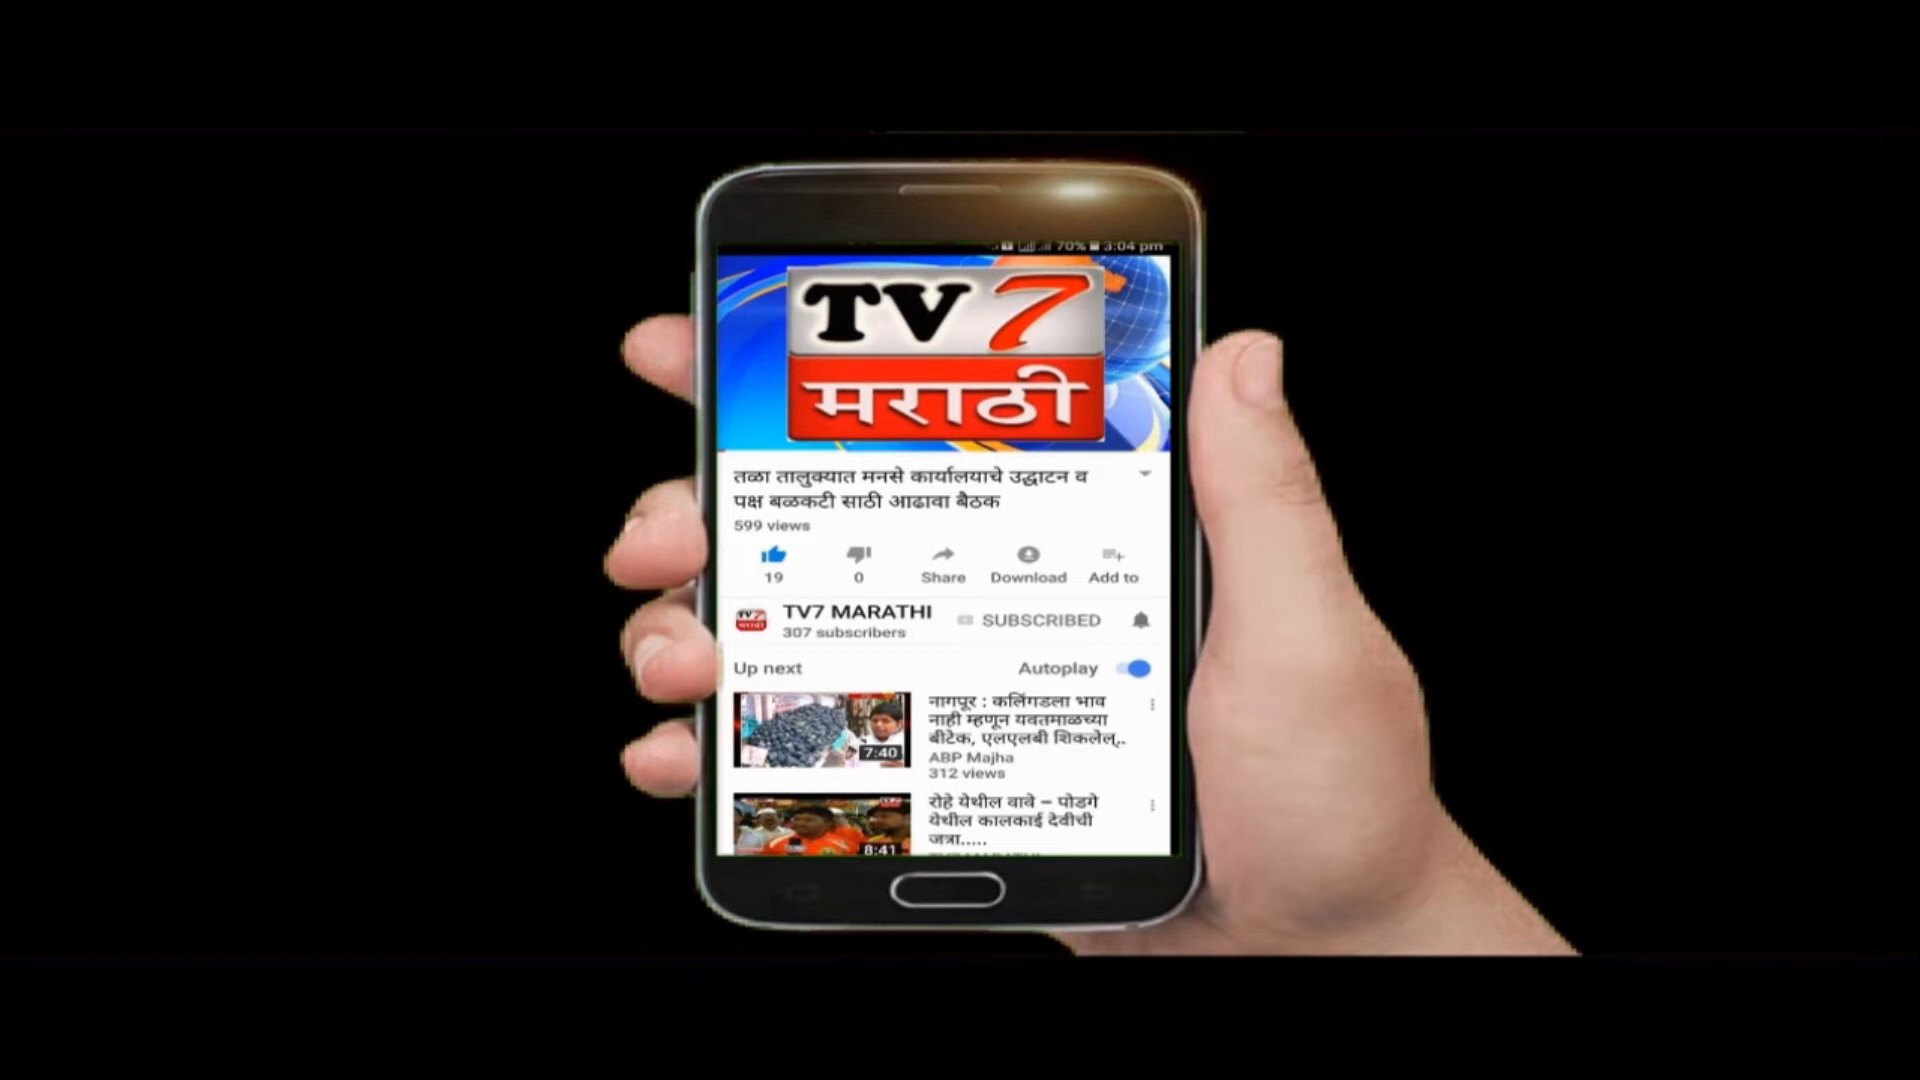 70% 3:04 pm
TV 7
मराठी
तळा तालुक्यात मनसे कार्यालयाचे उद्घाटन व
पक्ष बळकटी साठी आढावा बैठक
599 views
19 0 Share Download Add to
TV7 MARATHI
SUBSCRIBED
307 subscribers
Up next Autoplay
7:40
नागपूर : कलिंगडला भाव
नाही म्हणून यवतमाळच्या
बीटेक, एलएलबी शिकलेल्..
ABP Majha
312 views
8:41
रोहे येथील वावे – पोडगे
येथील कालकाई देवीची
जत्रा.....